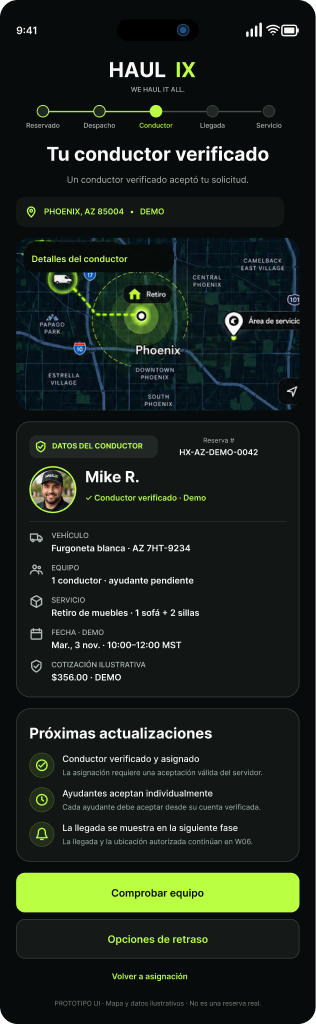 9:41
HAUL IX
WE HAUL IT ALL.
Reservado Despacho Conductor Llegada Servicio
Tu conductor verificado
Un conductor verificado aceptó tu solicitud.
PHOENIX, AZ 85004 • DEMO
Detalles del conductor
CAMELBACK
EAST VILLAGE
17
CENTRAL
PHOENIX
Retiro
101
PAPAGO
PARK
Área de servicio
10
Phoenix
ESTRELLA
VILLAGE
DOWNTOWN
PHOENIX
SOUTH
PHOENIX
DATOS DEL CONDUCTOR
Reserva #
HX-AZ-DEMO-0042
Mike R.
✓ Conductor verificado · Demo
VEHÍCULO
Furgoneta blanca · AZ 7HT-9234
EQUIPO
1 conductor · ayudante pendiente
SERVICIO
Retiro de muebles · 1 sofá + 2 sillas
FECHA · DEMO
Mar., 3 nov. · 10:00–12:00 MST
COTIZACIÓN ILUSTRATIVA
$356.00 · DEMO
Próximas actualizaciones
Conductor verificado y asignado
La asignación requiere una aceptación válida del servidor.
Ayudantes aceptan individualmente
Cada ayudante debe aceptar desde su cuenta verificada.
La llegada se muestra en la siguiente fase
La llegada y la ubicación autorizada continúan en W06.
Comprobar equipo
Opciones de retraso
Volver a asignación
PROTOTIPO UI · Mapa y datos ilustrativos · No es una reserva real.